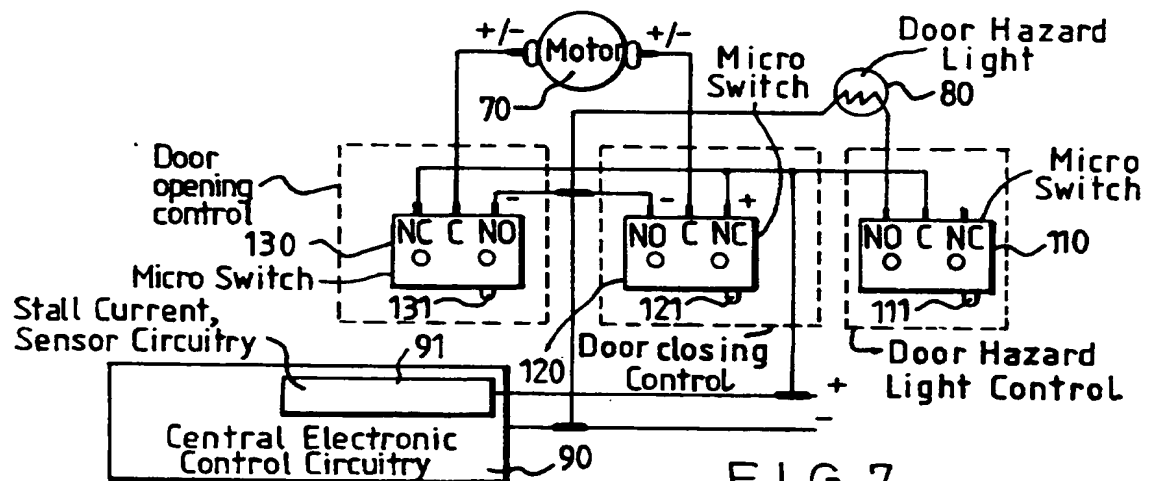 +/- Motor +/-
70
Micro
Switch
Door Hazard
Light
80
Door
opening
control
130
Micro Switch
NC C NO
-
131
- +
NO C NC
121
120
Door closing
Control
NO C NC
111
Micro
Switch
110
Door Hazard
Light Control
Stall Current,
Sensor Circuitry
91
Central Electronic
Control Circuitry
90
+
-
FIG 7